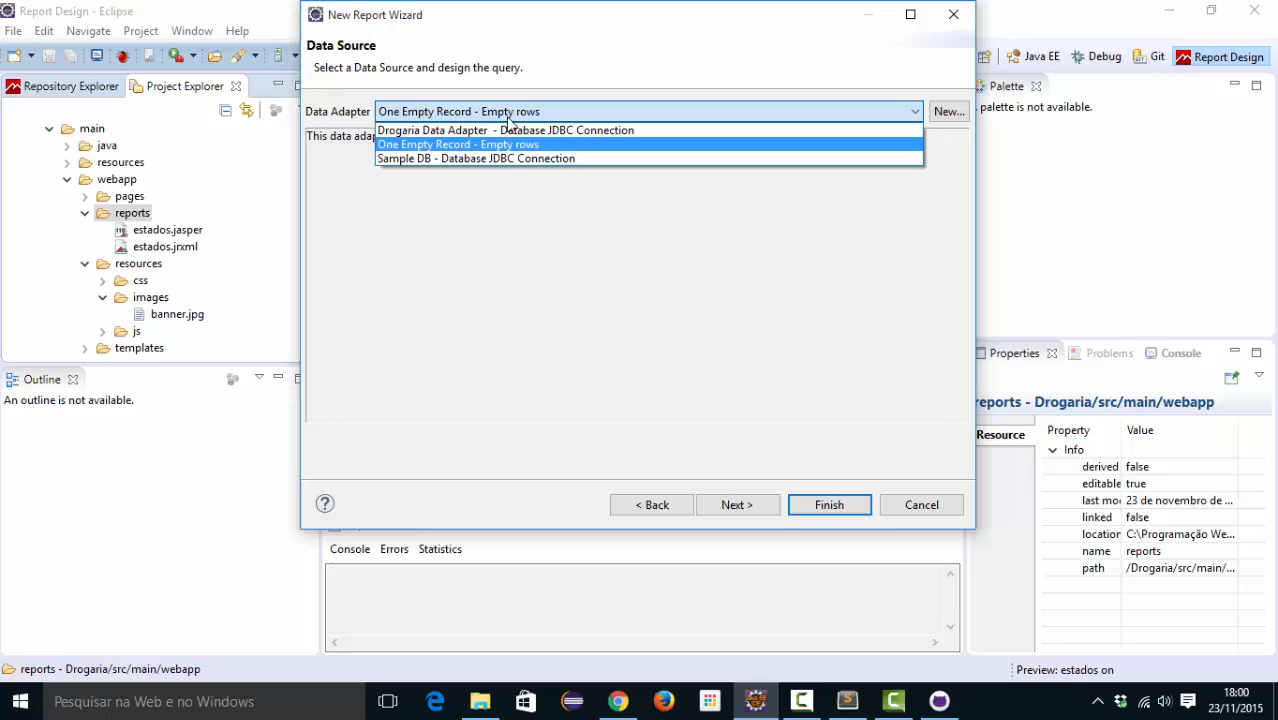 Report Design - Eclipse
File Edit Navigate Project Window Help
Java EE
Debug
Git
Report Design
Repository Explorer
Project Explorer
main
java
resources
webapp
pages
reports
estados.jasper
estados.jrxml
resources
css
images
banner.jpg
js
templates
Outline
An outline is not available.
New Report Wizard
Data Source
Select a Data Source and design the query.
Data Adapter
One Empty Record - Empty rows
New...
Drogaria Data Adapter - Database JDBC Connection
One Empty Record - Empty rows
Sample DB - Database JDBC Connection
This data adap
?
< Back
Next >
Finish
Cancel
Console Errors Statistics
Palette
palette is not available.
Properties
Problems
Console
reports - Drogaria/src/main/webapp
Resource
Property Value
Info
derived false
editable true
last mo 23 de novembro de ...
linked false
location C:\Programação We...
name reports
path /Drogaria/src/main/...
reports - Drogaria/src/main/webapp
Preview: estados on
Pesquisar na Web e no Windows
18:00
23/11/2015